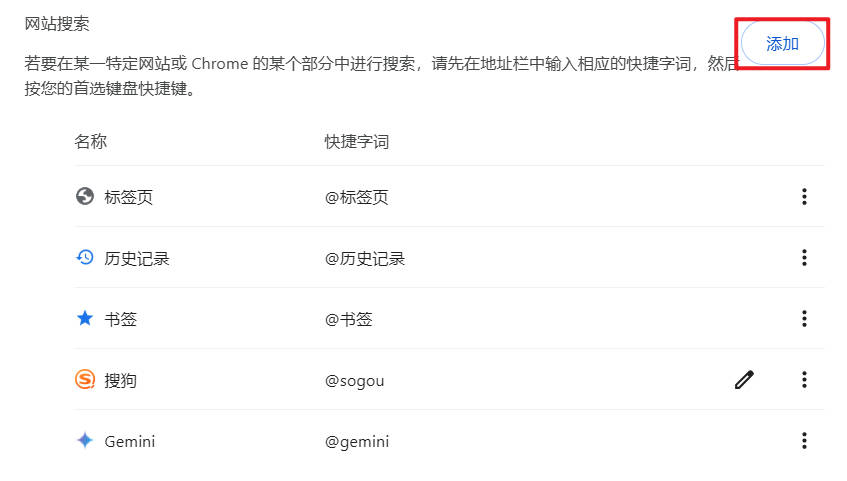 网站搜索
添加
若要在某一特定网站或 Chrome 的某个部分中进行搜索，请先在地址栏中输入相应的快捷字词，然后
按您的首选键盘快捷键。
名称 快捷字词
标签页 @标签页
历史记录 @历史记录
书签 @书签
搜狗 @sogou
Gemini @gemini